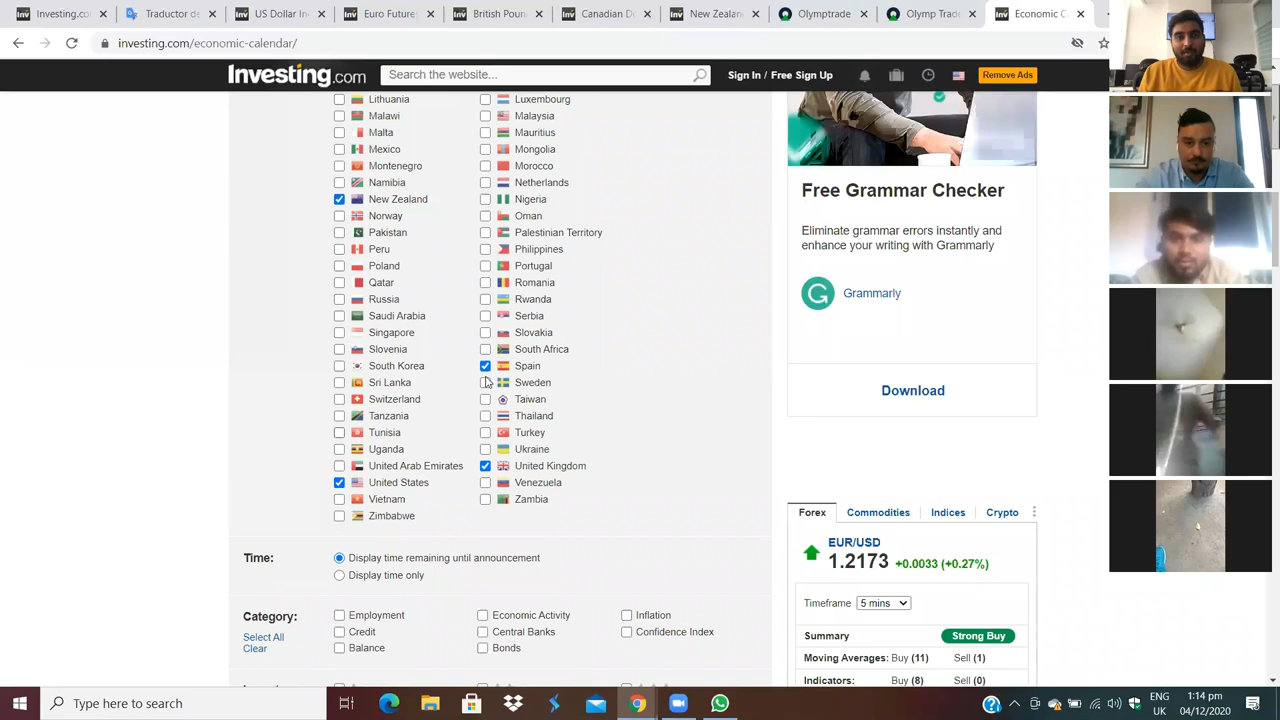 Investing.co
Traductor de
US Dollar In
Euro Future
British Poun
Canadian D
New Zealan
Olymptrade
Olymp Trade
Economic C
investing.com/economic-calendar/
Investing.com
Search the website...
Sign In / Free Sign Up
Remove Ads
Lithuania Luxembourg
Malawi Malaysia
Malta Mauritius
Mexico Mongolia
Montenegro Morocco
Namibia Netherlands
New Zealand Nigeria
Norway Oman
Pakistan Palestinian Territory
Peru Philippines
Poland Portugal
Qatar Romania
Russia Rwanda
Saudi Arabia Serbia
Singapore Slovakia
Slovenia South Africa
South Korea Spain
Sri Lanka Sweden
Switzerland Taiwan
Tanzania Thailand
Tunisia Turkey
Uganda Ukraine
United Arab Emirates United Kingdom
United States Venezuela
Vietnam Zambia
Zimbabwe
Time:
Display time remaining until announcement
Display time only
Category:
Select All
Clear
Employment Economic Activity Inflation
Credit Central Banks Confidence Index
Balance Bonds
Free Grammar Checker
Eliminate grammar errors instantly and
enhance your writing with Grammarly
Grammarly
Download
Forex Commodities Indices Crypto
EUR/USD
1.2173 +0.0033 (+0.27%)
Timeframe 5 mins
Summary Strong Buy
Moving Averages: Buy (11) Sell (1)
Indicators: Buy (8) Sell (0)
Type here to search
ENG
UK
1:14 pm
04/12/2020